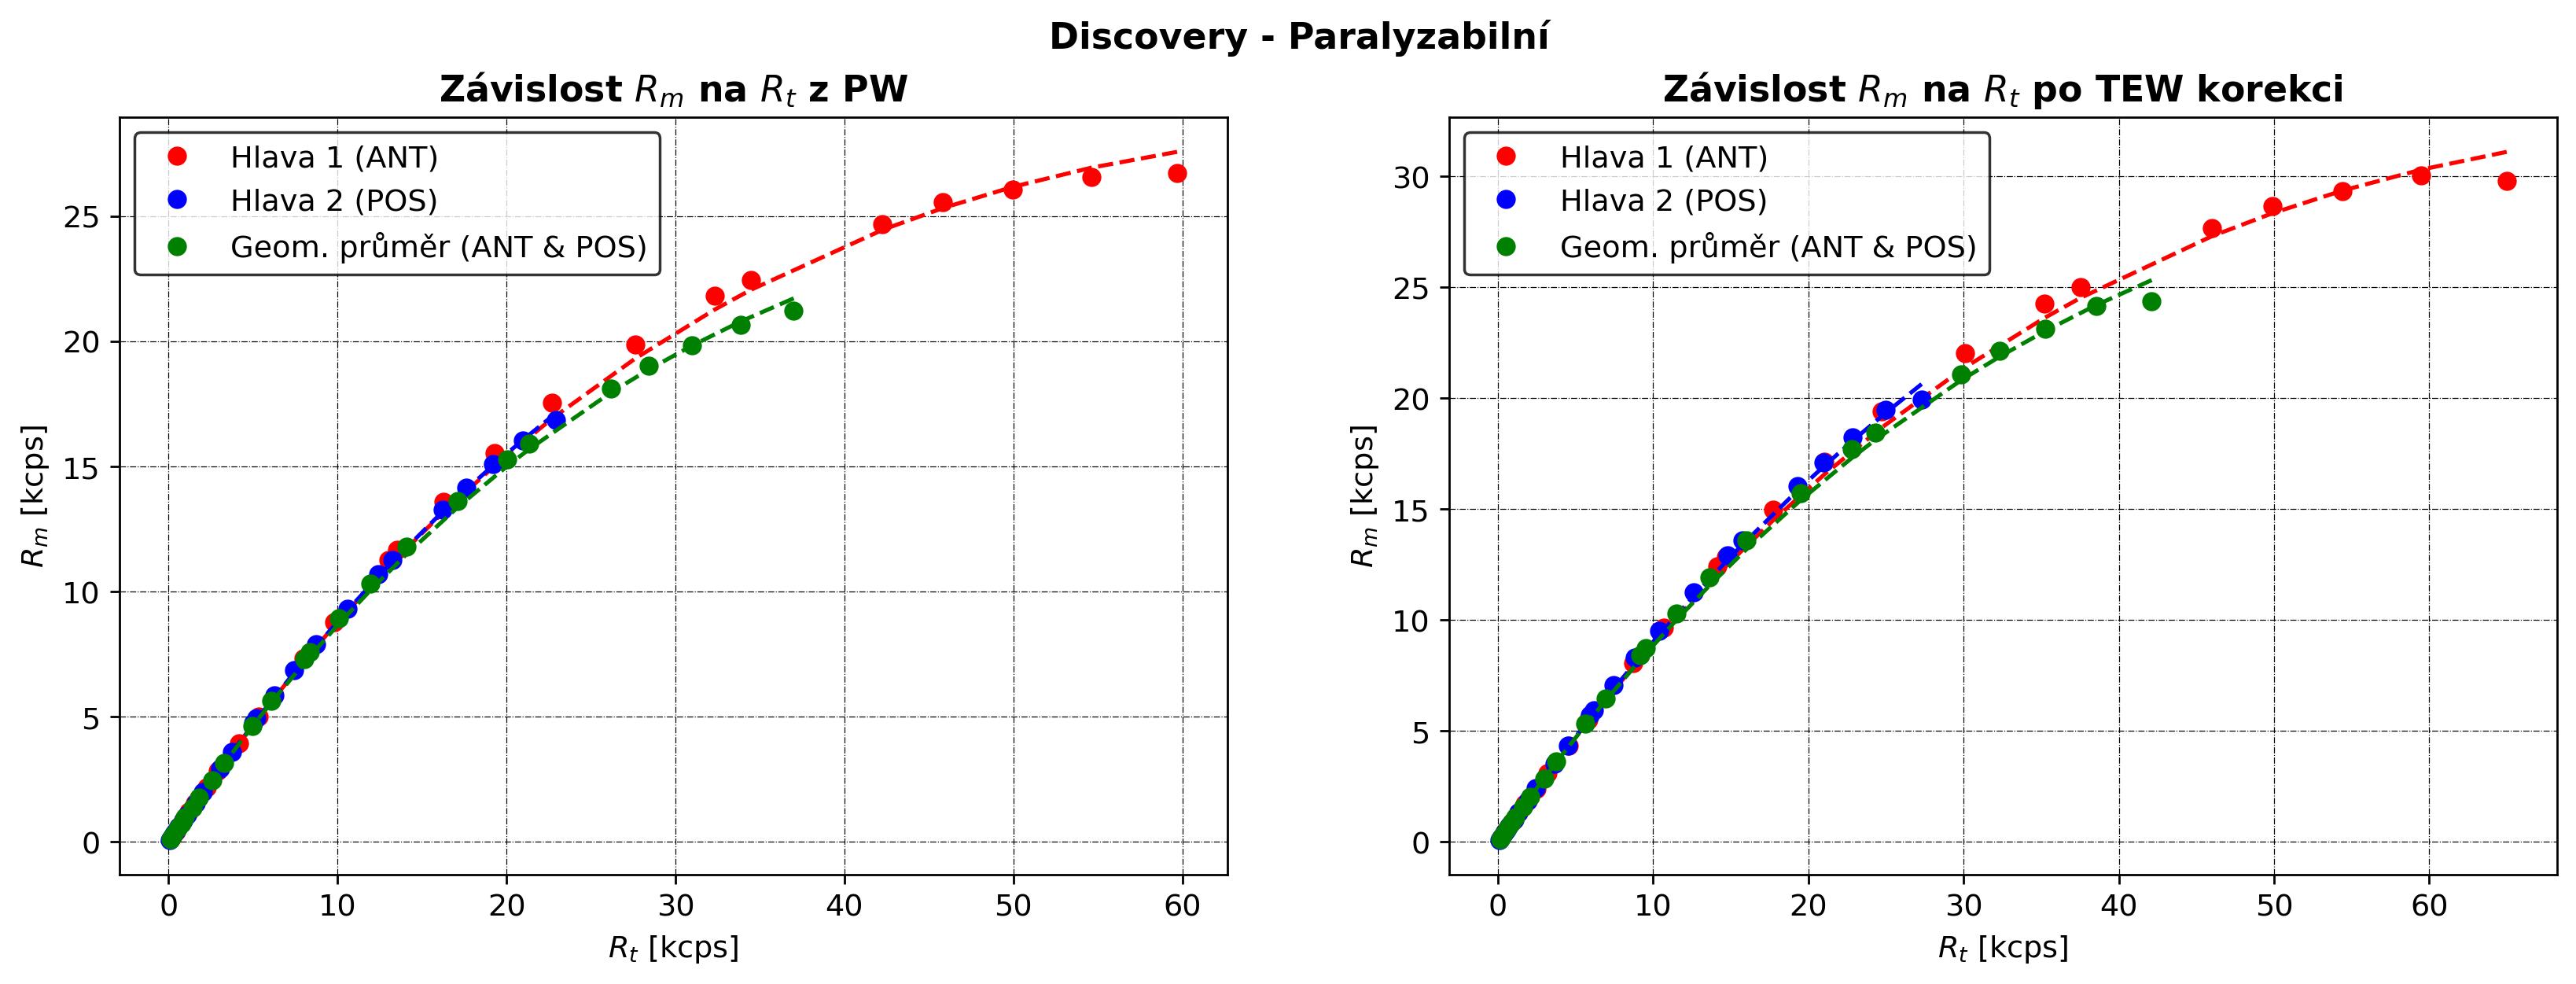 Discovery - Paralyzabilní
Závislost R_m na R_t z PW
Hlava 1 (ANT)
Hlava 2 (POS)
Geom. průměr (ANT & POS)
25
20
15
10
5
0
R_m [kcps]
0 10 20 30 40 50 60
R_t [kcps]
Závislost R_m na R_t po TEW korekci
Hlava 1 (ANT)
Hlava 2 (POS)
Geom. průměr (ANT & POS)
30
25
20
15
10
5
0
R_m [kcps]
0 10 20 30 40 50 60
R_t [kcps]